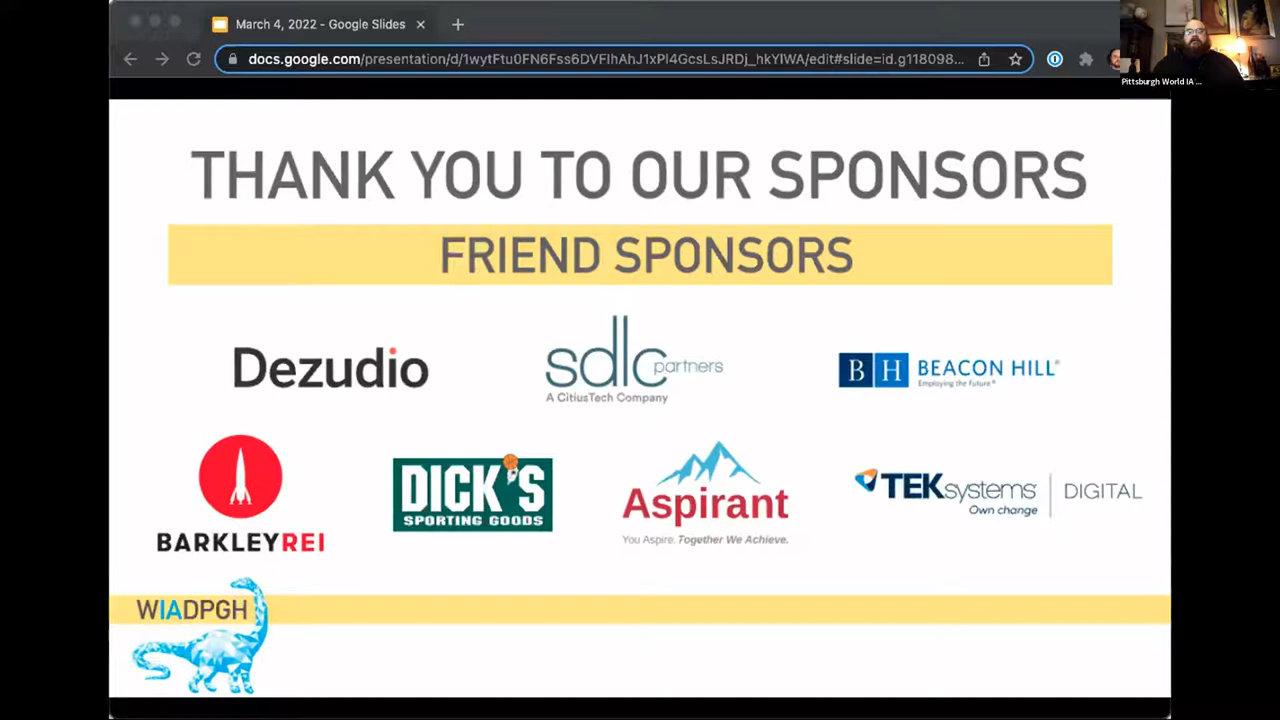 March 4, 2022 - Google Slides
docs.google.com/presentation/d/1wytFtu0FN6Fss6DVFIhAhJ1xPl4GcsLsJRDj_hkYlWA/edit#slide=id.g118098...
Pittsburgh World IA...
THANK YOU TO OUR SPONSORS
FRIEND SPONSORS
Dezudio
sdlc partners
A CitiusTech Company
BH BEACON HILL®
Employing the Future®
BARKLEYREI
DICK'S
SPORTING GOODS
Aspirant
You Aspire. Together We Achieve.
TEKsystems DIGITAL
Own change
WIADPGH